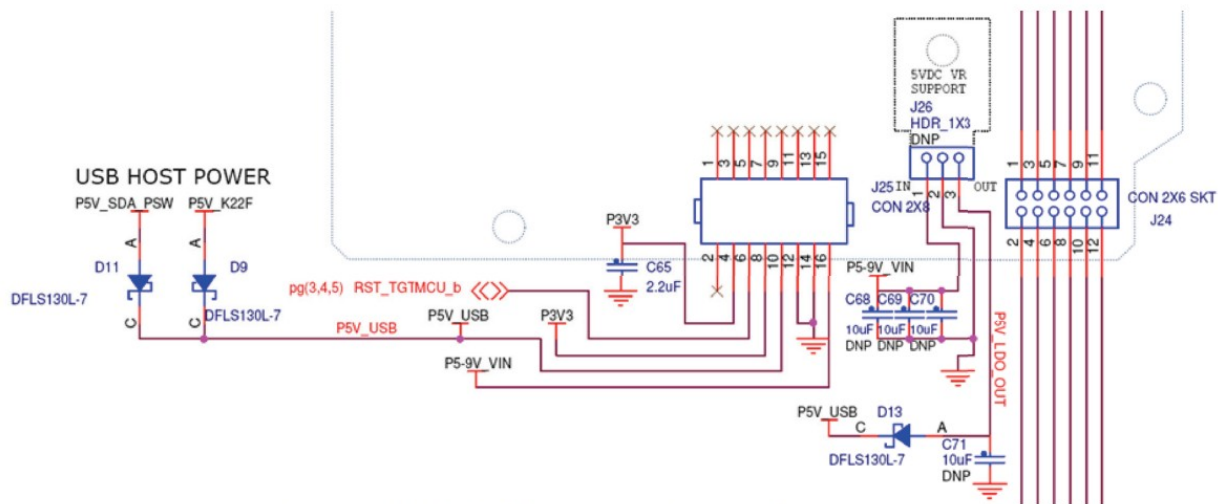 5VDC VR
SUPPORT
J26
HDR_1X3
DNP
1 3 5 7 9 11 13 15
1 3 5 7 9 11
USB HOST POWER
P5V_SDA_PSW P5V_K22F
J25 IN 1 2 3 OUT
CON 2X8
CON 2X6 SKT
J24
P3V3
A A
2 4 6 8 10 12 14 16
2 4 6 8 10 12
D11 D9
C65
2.2uF
P5-9V_VIN
DFLS130L-7 DFLS130L-7
pg(3,4,5) RST_TGTMCU_b
C68 C69 C70
10uF 10uF 10uF
DNP DNP DNP
C C
P5V_USB P5V_USB P3V3
P5V_LDO_OUT
P5-9V_VIN
P5V_USB D13
C A
DFLS130L-7
C71
10uF
DNP